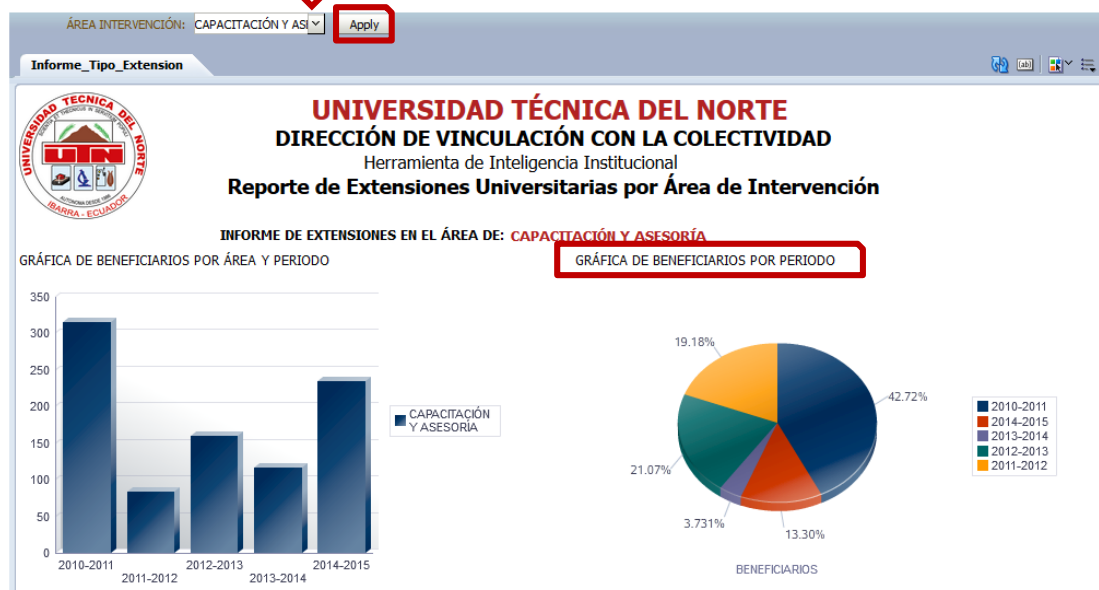 ÁREA INTERVENCIÓN: CAPACITACIÓN Y ASI Apply
Informe_Tipo_Extension
UNIVERSIDAD TÉCNICA DEL NORTE
DIRECCIÓN DE VINCULACIÓN CON LA COLECTIVIDAD
Herramienta de Inteligencia Institucional
Reporte de Extensiones Universitarias por Área de Intervención
UNIVERSIDAD TECNICA DEL NORTE
UTN
IBARRA - ECUADOR
INFORME DE EXTENSIONES EN EL ÁREA DE: CAPACITACIÓN Y ASESORÍA
GRÁFICA DE BENEFICIARIOS POR ÁREA Y PERIODO
350
300
250
200
150
100
50
0
2010-2011
2011-2012
2012-2013
2013-2014
2014-2015
CAPACITACIÓN
Y ASESORÍA
GRÁFICA DE BENEFICIARIOS POR PERIODO
19.18%
42.72%
21.07%
3.731%
13.30%
BENEFICIARIOS
2010-2011
2014-2015
2013-2014
2012-2013
2011-2012